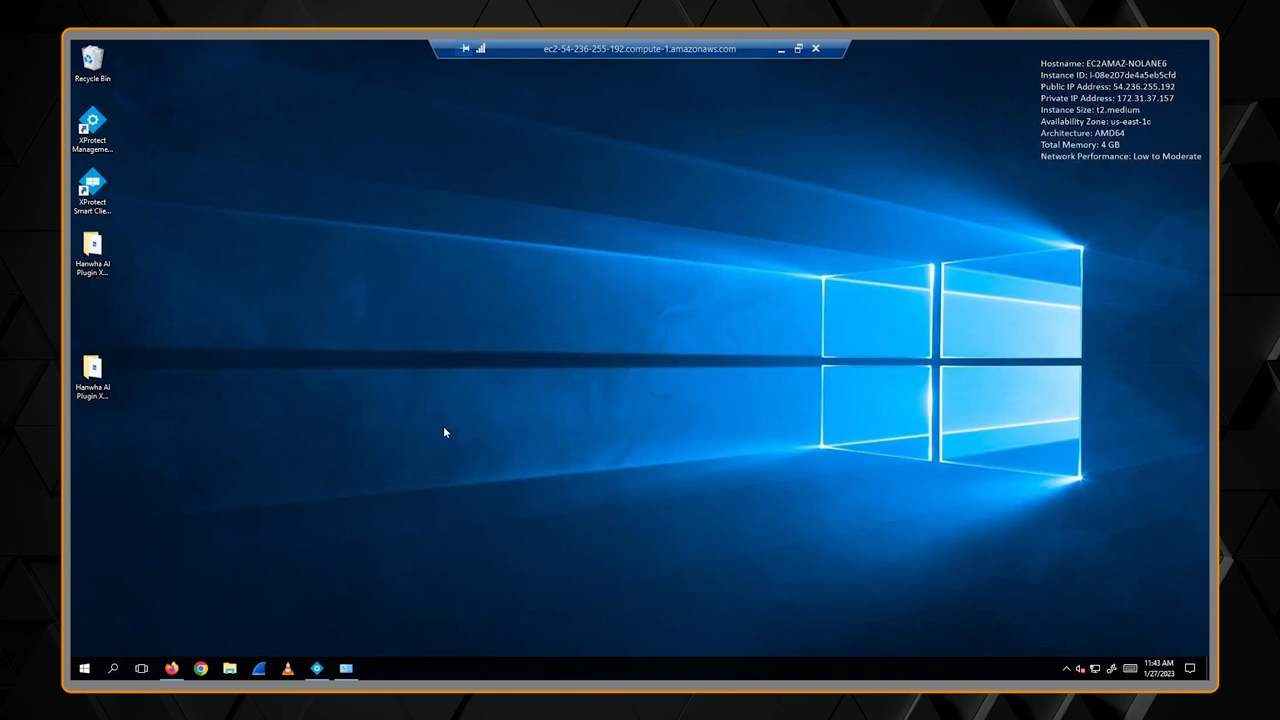 ec2-54-236-255-192.compute-1.amazonaws.com
Recycle Bin
XProtect
Manageme...
XProtect
Smart Clie...
Hanwha AI
Plugin X...
Hanwha AI
Plugin X...
Hostname: EC2AMAZ-NOLANE6
Instance ID: i-08e207de4a5eb5cfd
Public IP Address: 54.236.255.192
Private IP Address: 172.31.37.157
Instance Size: t2.medium
Availability Zone: us-east-1c
Architecture: AMD64
Total Memory: 4 GB
Network Performance: Low to Moderate
11:43 AM
1/27/2023